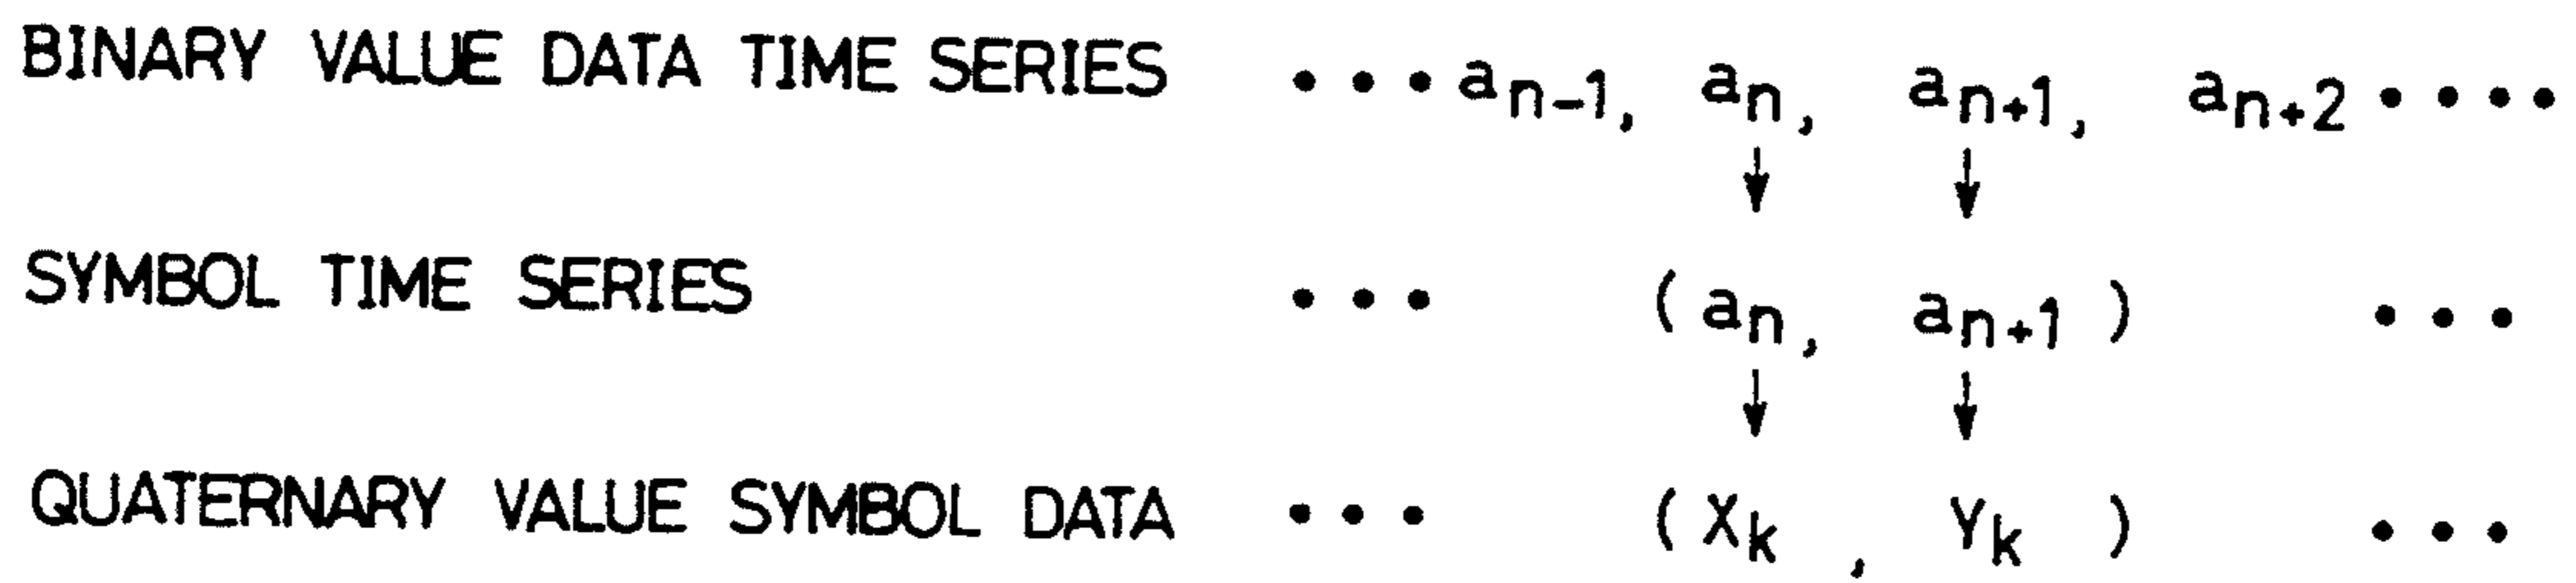 BINARY VALUE DATA TIME SERIES • • • aₙ₋₁, aₙ, aₙ₊₁, aₙ₊₂ • • • •
↓ ↓
SYMBOL TIME SERIES • • • ( aₙ, aₙ₊₁ ) • • •
↓ ↓
QUATERNARY VALUE SYMBOL DATA • • • ( Xₖ , Yₖ ) • • •